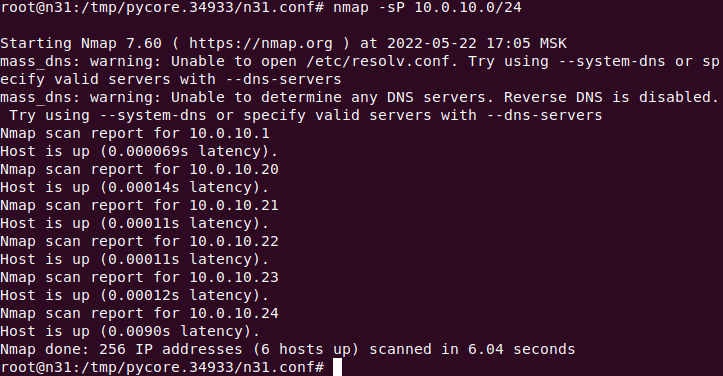 root@n31:/tmp/pycore.34933/n31.conf# nmap -sP 10.0.10.0/24
Starting Nmap 7.60 ( https://nmap.org ) at 2022-05-22 17:05 MSK
mass_dns: warning: Unable to open /etc/resolv.conf. Try using --system-dns or sp
ecify valid servers with --dns-servers
mass_dns: warning: Unable to determine any DNS servers. Reverse DNS is disabled.
 Try using --system-dns or specify valid servers with --dns-servers
Nmap scan report for 10.0.10.1
Host is up (0.000069s latency).
Nmap scan report for 10.0.10.20
Host is up (0.00014s latency).
Nmap scan report for 10.0.10.21
Host is up (0.00011s latency).
Nmap scan report for 10.0.10.22
Host is up (0.00011s latency).
Nmap scan report for 10.0.10.23
Host is up (0.00012s latency).
Nmap scan report for 10.0.10.24
Host is up (0.0090s latency).
Nmap done: 256 IP addresses (6 hosts up) scanned in 6.04 seconds
root@n31:/tmp/pycore.34933/n31.conf#